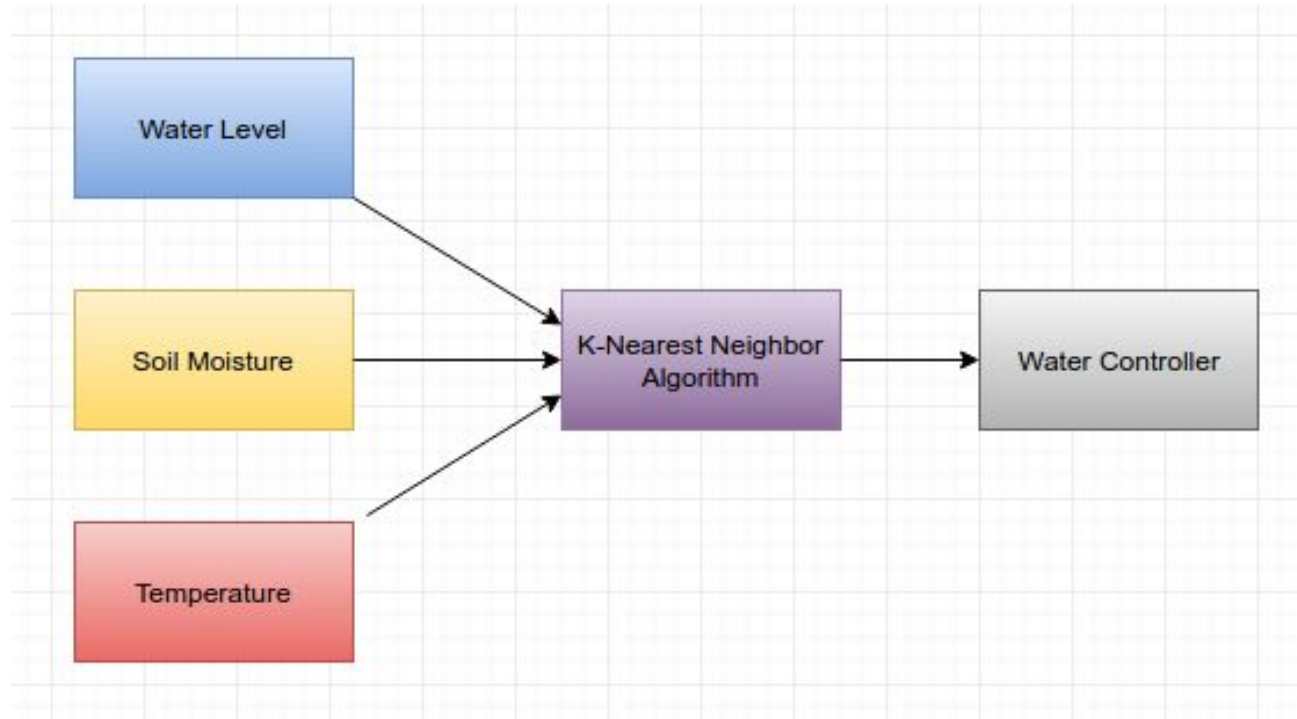 Water Level
Soil Moisture
K-Nearest Neighbor
Algorithm
Water Controller
Temperature